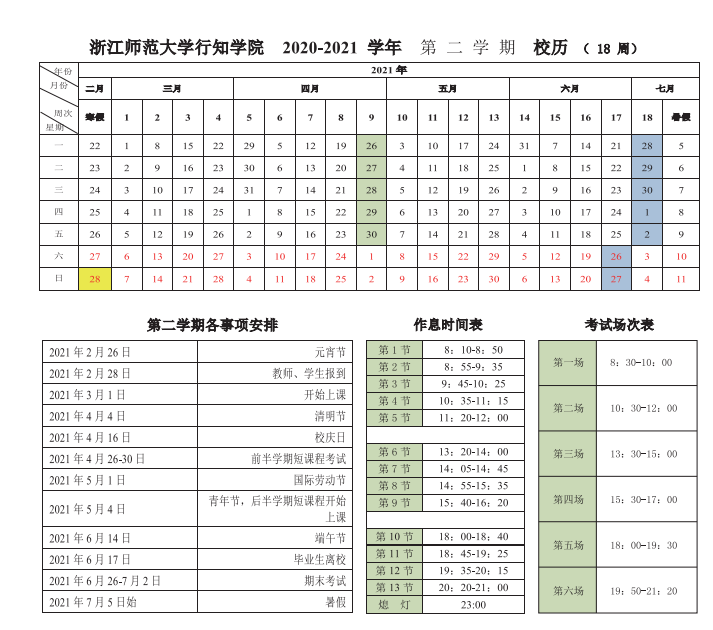 浙江师范大学行知学院 2020-2021 学年 第 二 学 期 校历 （ 18 周）
年份 2021 年
月份 二月 三月 四月 五月 六月 七月
周次 寒假 1 2 3 4 5 6 7 8 9 10 11 12 13 14 15 16 17 18 暑假
星期
一 22 1 8 15 22 29 5 12 19 26 3 10 17 24 31 7 14 21 28 5
二 23 2 9 16 23 30 6 13 20 27 4 11 18 25 1 8 15 22 29 6
三 24 3 10 17 24 31 7 14 21 28 5 12 19 26 2 9 16 23 30 7
四 25 4 11 18 25 1 8 15 22 29 6 13 20 27 3 10 17 24 1 8
五 26 5 12 19 26 2 9 16 23 30 7 14 21 28 4 11 18 25 2 9
六 27 6 13 20 27 3 10 17 24 1 8 15 22 29 5 12 19 26 3 10
日 28 7 14 21 28 4 11 18 25 2 9 16 23 30 6 13 20 27 4 11
第二学期各事项安排
2021 年 2 月 26 日 元宵节
2021 年 2 月 28 日 教师、学生报到
2021 年 3 月 1 日 开始上课
2021 年 4 月 4 日 清明节
2021 年 4 月 16 日 校庆日
2021 年 4 月 26-30 日 前半学期短课程考试
2021 年 5 月 1 日 国际劳动节
2021 年 5 月 4 日 青年节，后半学期短课程开始
上课
2021 年 6 月 14 日 端午节
2021 年 6 月 17 日 毕业生离校
2021 年 6 月 26-7 月 2 日 期末考试
2021 年 7 月 5 日始 暑假
作息时间表
第 1 节 8：10-8：50
第 2 节 8：55-9：35
第 3 节 9：45-10：25
第 4 节 10：35-11：15
第 5 节 11：20-12：00
第 6 节 13：20-14：00
第 7 节 14：05-14：45
第 8 节 14：55-15：35
第 9 节 15：40-16：20
第 10 节 18：00-18：40
第 11 节 18：45-19：25
第 12 节 19：35-20：15
第 13 节 20：20-21：00
熄 灯 23:00
考试场次表
第一场 8：30-10：00
第二场 10：30-12：00
第三场 13：30-15：00
第四场 15：30-17：00
第五场 18：00-19：30
第六场 19：50-21：20